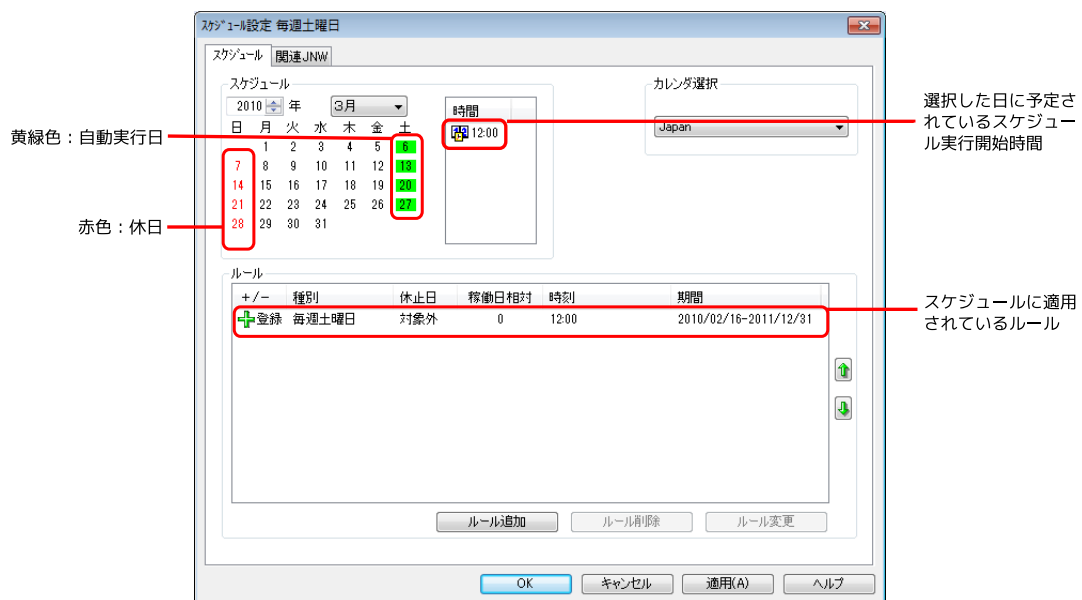 スケジュール設定 毎週土曜日
スケジュール 関連JNW
スケジュール
2010 年 3月
日 月 火 水 木 金 土
1 2 3 4 5 6
7 8 9 10 11 12 13
14 15 16 17 18 19 20
21 22 23 24 25 26 27
28 29 30 31
時間
12:00
カレンダ選択
Japan
黄緑色：自動実行日
赤色：休日
選択した日に予定さ
れているスケジュー
ル実行開始時間
ルール
+/- 種別 休止日 稼働日相対 時刻 期間
登録 毎週土曜日 対象外 0 12:00 2010/02/16-2011/12/31
スケジュールに適用
されているルール
ルール追加 ルール削除 ルール変更
OK キャンセル 適用(A) ヘルプ